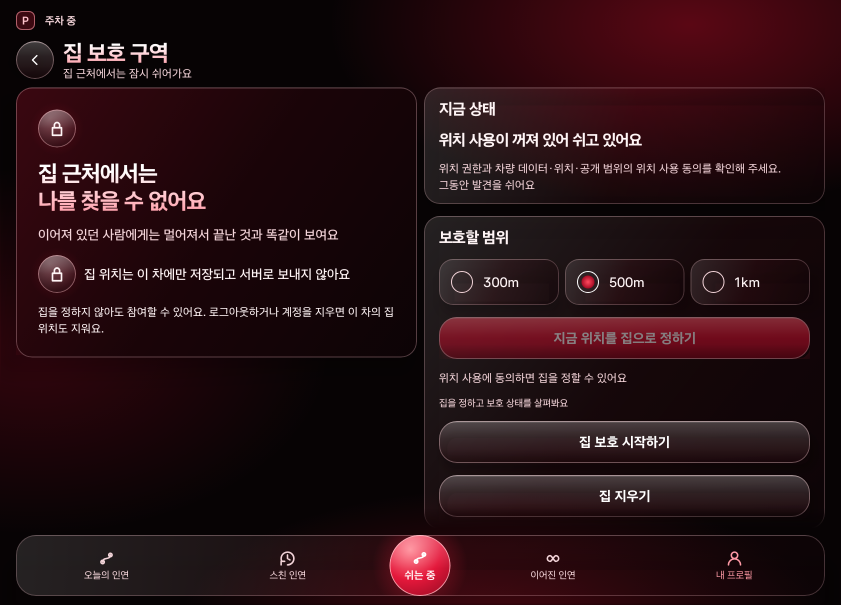 P 주차 중
집 보호 구역
집 근처에서는 잠시 쉬어가요
집 근처에서는
나를 찾을 수 없어요
이어져 있던 사람에게는 멀어져서 끝난 것과 똑같이 보여요
집 위치는 이 차에만 저장되고 서버로 보내지 않아요
집을 정하지 않아도 참여할 수 있어요. 로그아웃하거나 계정을 지우면 이 차의 집
위치도 지워요.
지금 상태
위치 사용이 꺼져 있어 쉬고 있어요
위치 권한과 차량 데이터·위치·공개 범위의 위치 사용 동의를 확인해 주세요.
그동안 발견을 쉬어요
보호할 범위
300m
500m
1km
지금 위치를 집으로 정하기
위치 사용에 동의하면 집을 정할 수 있어요
집을 정하고 보호 상태를 살펴봐요
집 보호 시작하기
집 지우기
오늘의 인연
스친 인연
쉬는 중
이어진 인연
내 프로필